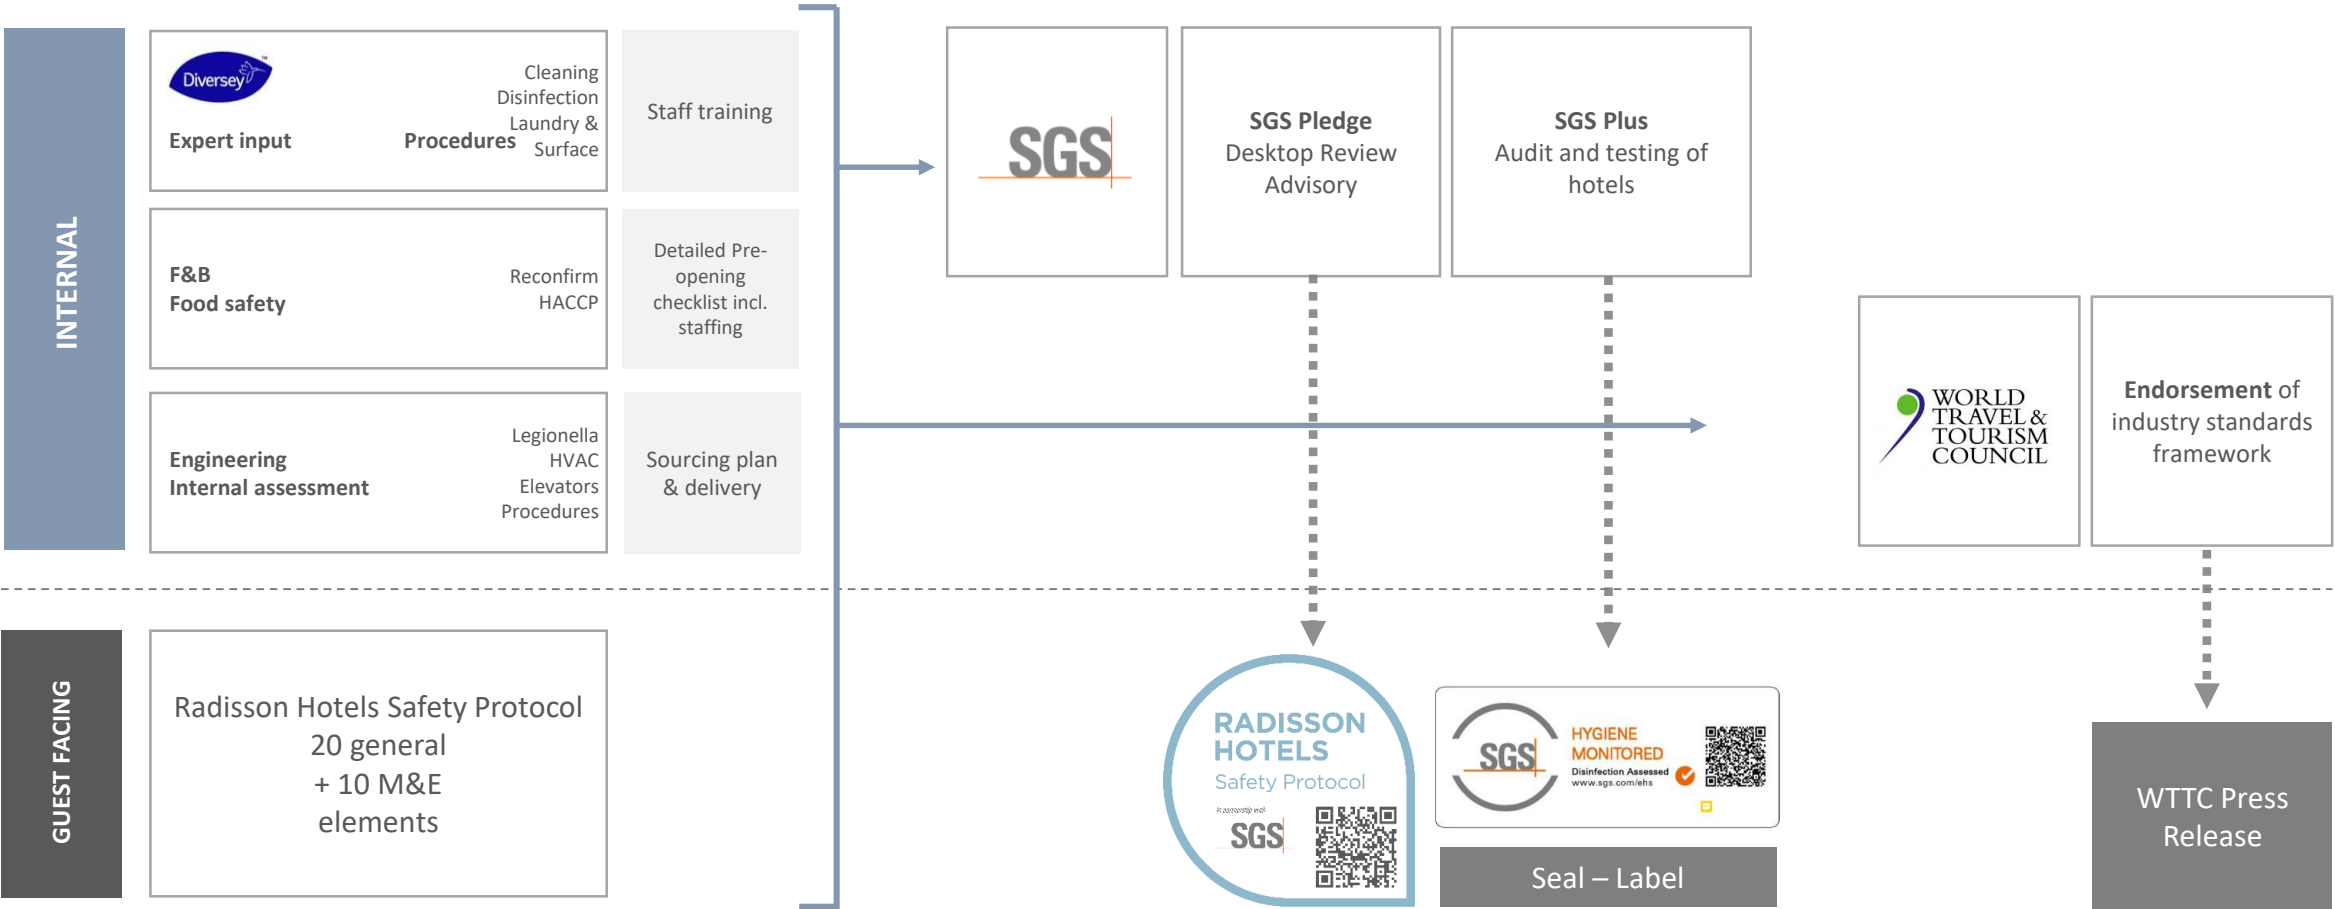 INTERNAL
Diversey™
Expert input
Procedures
Cleaning
Disinfection
Laundry &
Surface
Staff training
F&B
Food safety
Reconfirm
HACCP
Detailed Pre-
opening
checklist incl.
staffing
Engineering
Internal assessment
Legionella
HVAC
Elevators
Procedures
Sourcing plan
& delivery
SGS
SGS Pledge
Desktop Review
Advisory
SGS Plus
Audit and testing of
hotels
WORLD
TRAVEL &
TOURISM
COUNCIL
Endorsement of
industry standards
framework
GUEST FACING
Radisson Hotels Safety Protocol
20 general
+ 10 M&E
elements
RADISSON
HOTELS
Safety Protocol
In partnership with
SGS
SGS
HYGIENE
MONITORED
Disinfection Assessed
www.sgs.com/ehs
Seal – Label
WTTC Press
Release